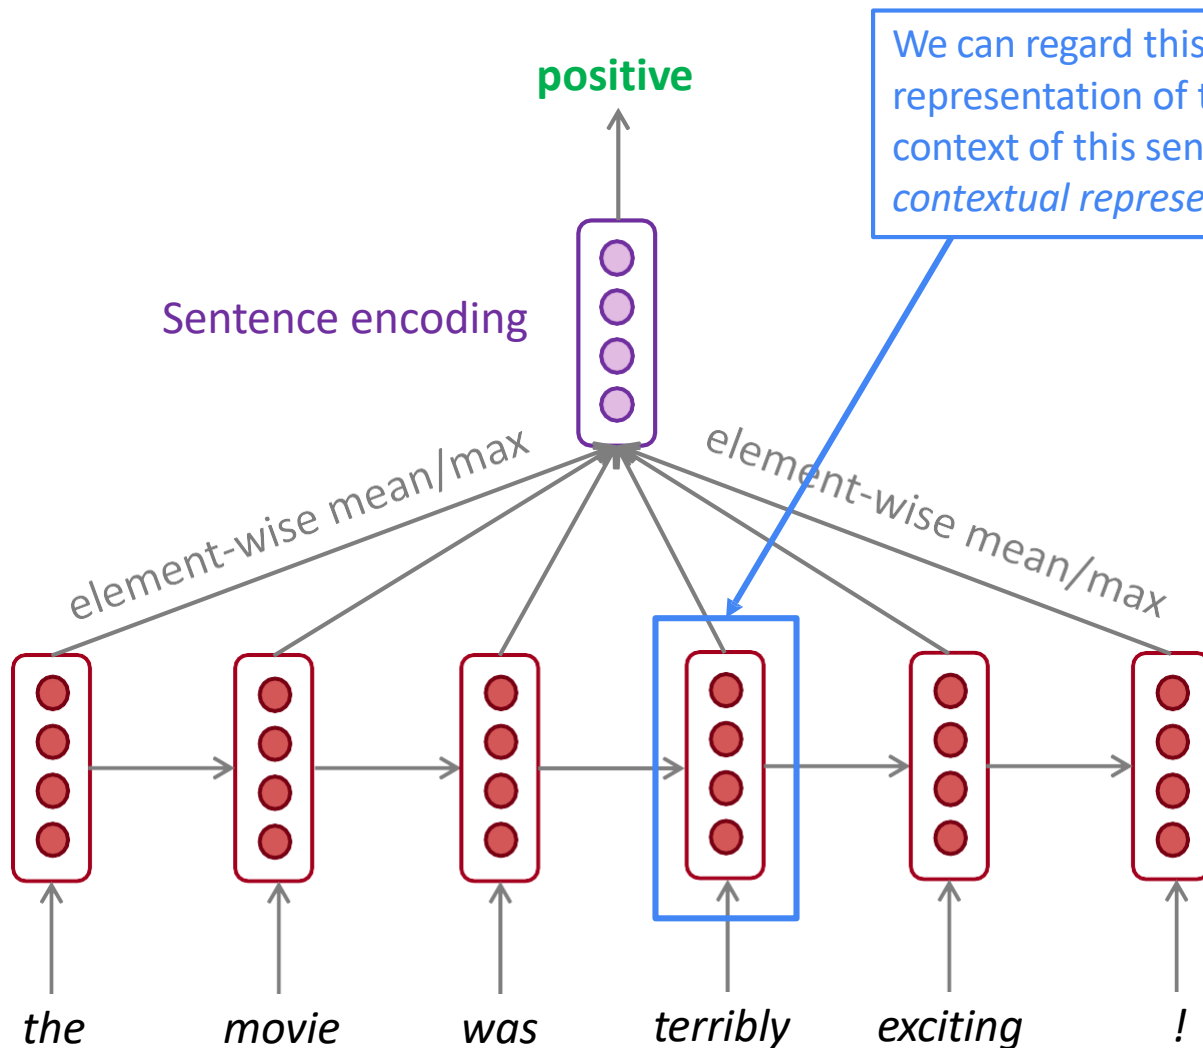 We can regard this
representation of
context of this sen
contextual represe
positive
Sentence encoding
element-wise mean/max
element-wise mean/max
the movie was terribly exciting !